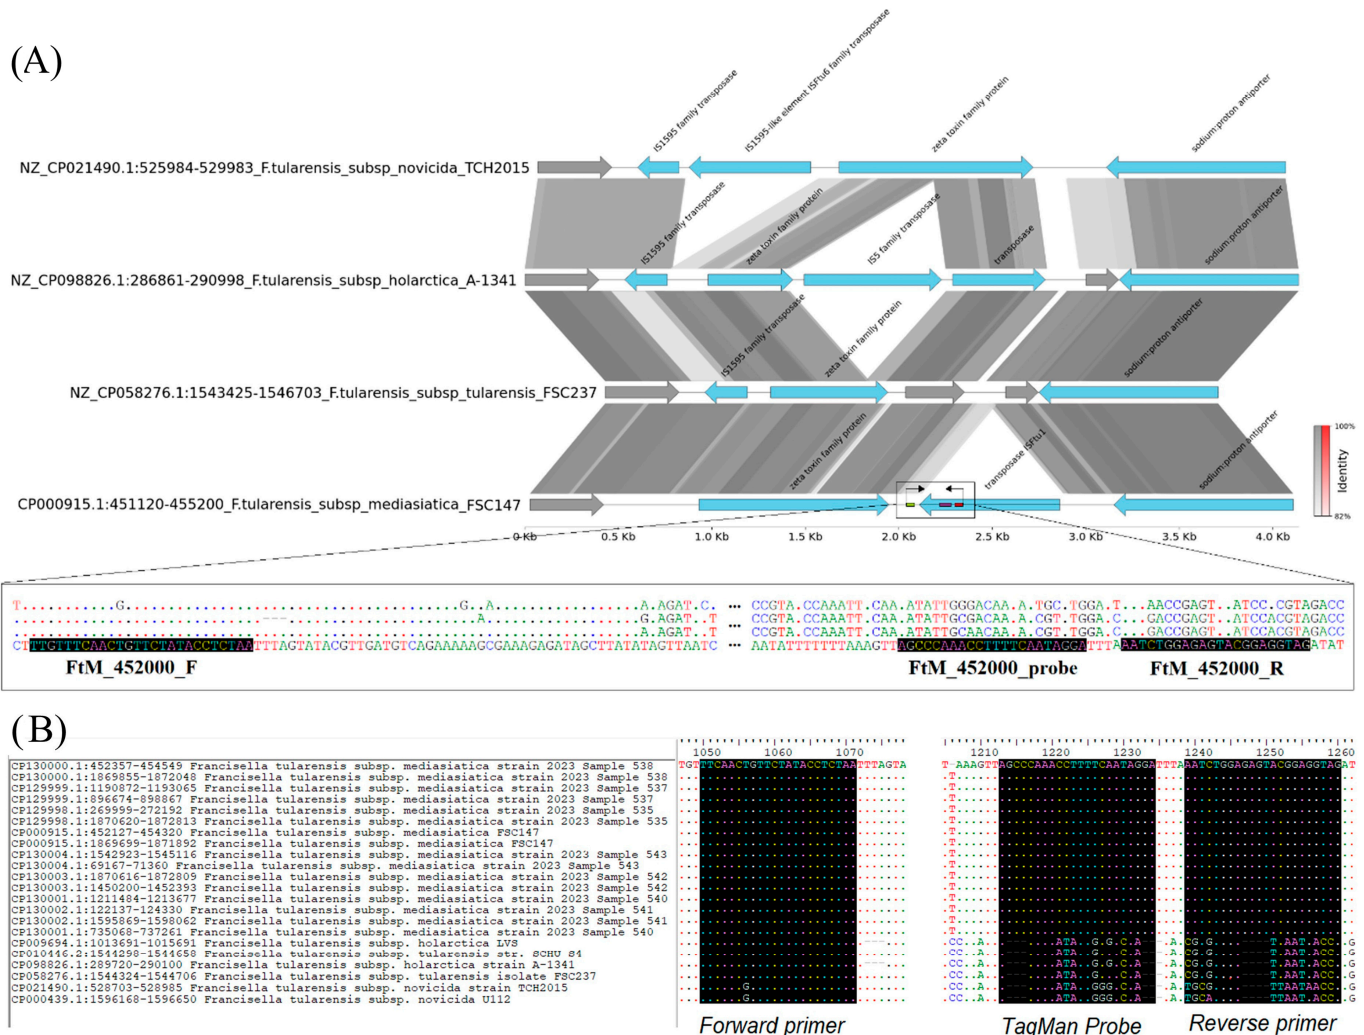 (A)
IS1595 family transposase
IS1595-like element ISFtu6 family transposase
zeta toxin family protein
sodium:proton antiporter
NZ_CP021490.1:525984-529983_F.tularensis_subsp_novicida_TCH2015
IS1595 family transposase
zeta toxin family protein
IS5 family transposase
transposase
sodium:proton antiporter
NZ_CP098826.1:286861-290998_F.tularensis_subsp_holarctica_A-1341
IS1595 family transposase
zeta toxin family protein
sodium:proton antiporter
NZ_CP058276.1:1543425-1546703_F.tularensis_subsp_tularensis_FSC237
zeta toxin family protein
transposase ISFtu1
sodium:proton antiporter
CP000915.1:451120-455200_F.tularensis_subsp_mediasiatica_FSC147
100%
Identity
82%
0 Kb 0.5 Kb 1.0 Kb 1.5 Kb 2.0 Kb 2.5 Kb 3.0 Kb 3.5 Kb 4.0 Kb
CTTTGTTTCAACTGTTCTATACCTCTAATTTAGTATACGTTGATGTCAGAAAAAGCGAAAGAGATAGCTTATATAGTTAATC ... AATATTTTTTTAAAGTTAGCCCAAACCTTTTCAATAGGATTTAAATCTGGAGAGTACGGAGGTAGATAT
FtM_452000_F FtM_452000_probe FtM_452000_R
(B)
1050 1060 1070 1210 1220 1230 1240 1250 1260
CP130000.1:452357-454549 Francisella tularensis subsp. mediasiatica strain 2023 Sample 538
CP130000.1:1869855-1872048 Francisella tularensis subsp. mediasiatica strain 2023 Sample 538
CP129999.1:1190872-1193065 Francisella tularensis subsp. mediasiatica strain 2023 Sample 537
CP129999.1:896674-898867 Francisella tularensis subsp. mediasiatica strain 2023 Sample 537
CP129998.1:269999-272192 Francisella tularensis subsp. mediasiatica strain 2023 Sample 535
CP129998.1:1870620-1872813 Francisella tularensis subsp. mediasiatica strain 2023 Sample 535
CP000915.1:452127-454320 Francisella tularensis subsp. mediasiatica FSC147
CP000915.1:1869699-1871892 Francisella tularensis subsp. mediasiatica FSC147
CP130004.1:1542923-1545116 Francisella tularensis subsp. mediasiatica strain 2023 Sample 543
CP130004.1:69167-71360 Francisella tularensis subsp. mediasiatica strain 2023 Sample 543
CP130003.1:1870616-1872809 Francisella tularensis subsp. mediasiatica strain 2023 Sample 542
CP130003.1:1450200-1452393 Francisella tularensis subsp. mediasiatica strain 2023 Sample 542
CP130001.1:1211484-1213677 Francisella tularensis subsp. mediasiatica strain 2023 Sample 540
CP130002.1:122137-124330 Francisella tularensis subsp. mediasiatica strain 2023 Sample 541
CP130002.1:1595869-1598062 Francisella tularensis subsp. mediasiatica strain 2023 Sample 541
CP130001.1:735068-737261 Francisella tularensis subsp. mediasiatica strain 2023 Sample 540
CP009694.1:1013691-1015691 Francisella tularensis subsp. holarctica LVS
CP010446.2:1544298-1544658 Francisella tularensis subsp. tularensis str. SCHU S4
CP098826.1:289720-290100 Francisella tularensis subsp. holarctica strain A-1341
CP058276.1:1544324-1544706 Francisella tularensis subsp. tularensis isolate FSC237
CP021490.1:528703-528985 Francisella tularensis subsp. novicida strain TCH2015
CP000439.1:1596168-1596650 Francisella tularensis subsp. novicida U112
TGTTTCAACTGTTCTATACCTCTAATTTAGTA T-AAAGTTAGCCCAAACCTTTTCAATAGGATTTAAATCTGGAGAGTACGGAGGTAGAT
Forward primer TaqMan Probe Reverse primer